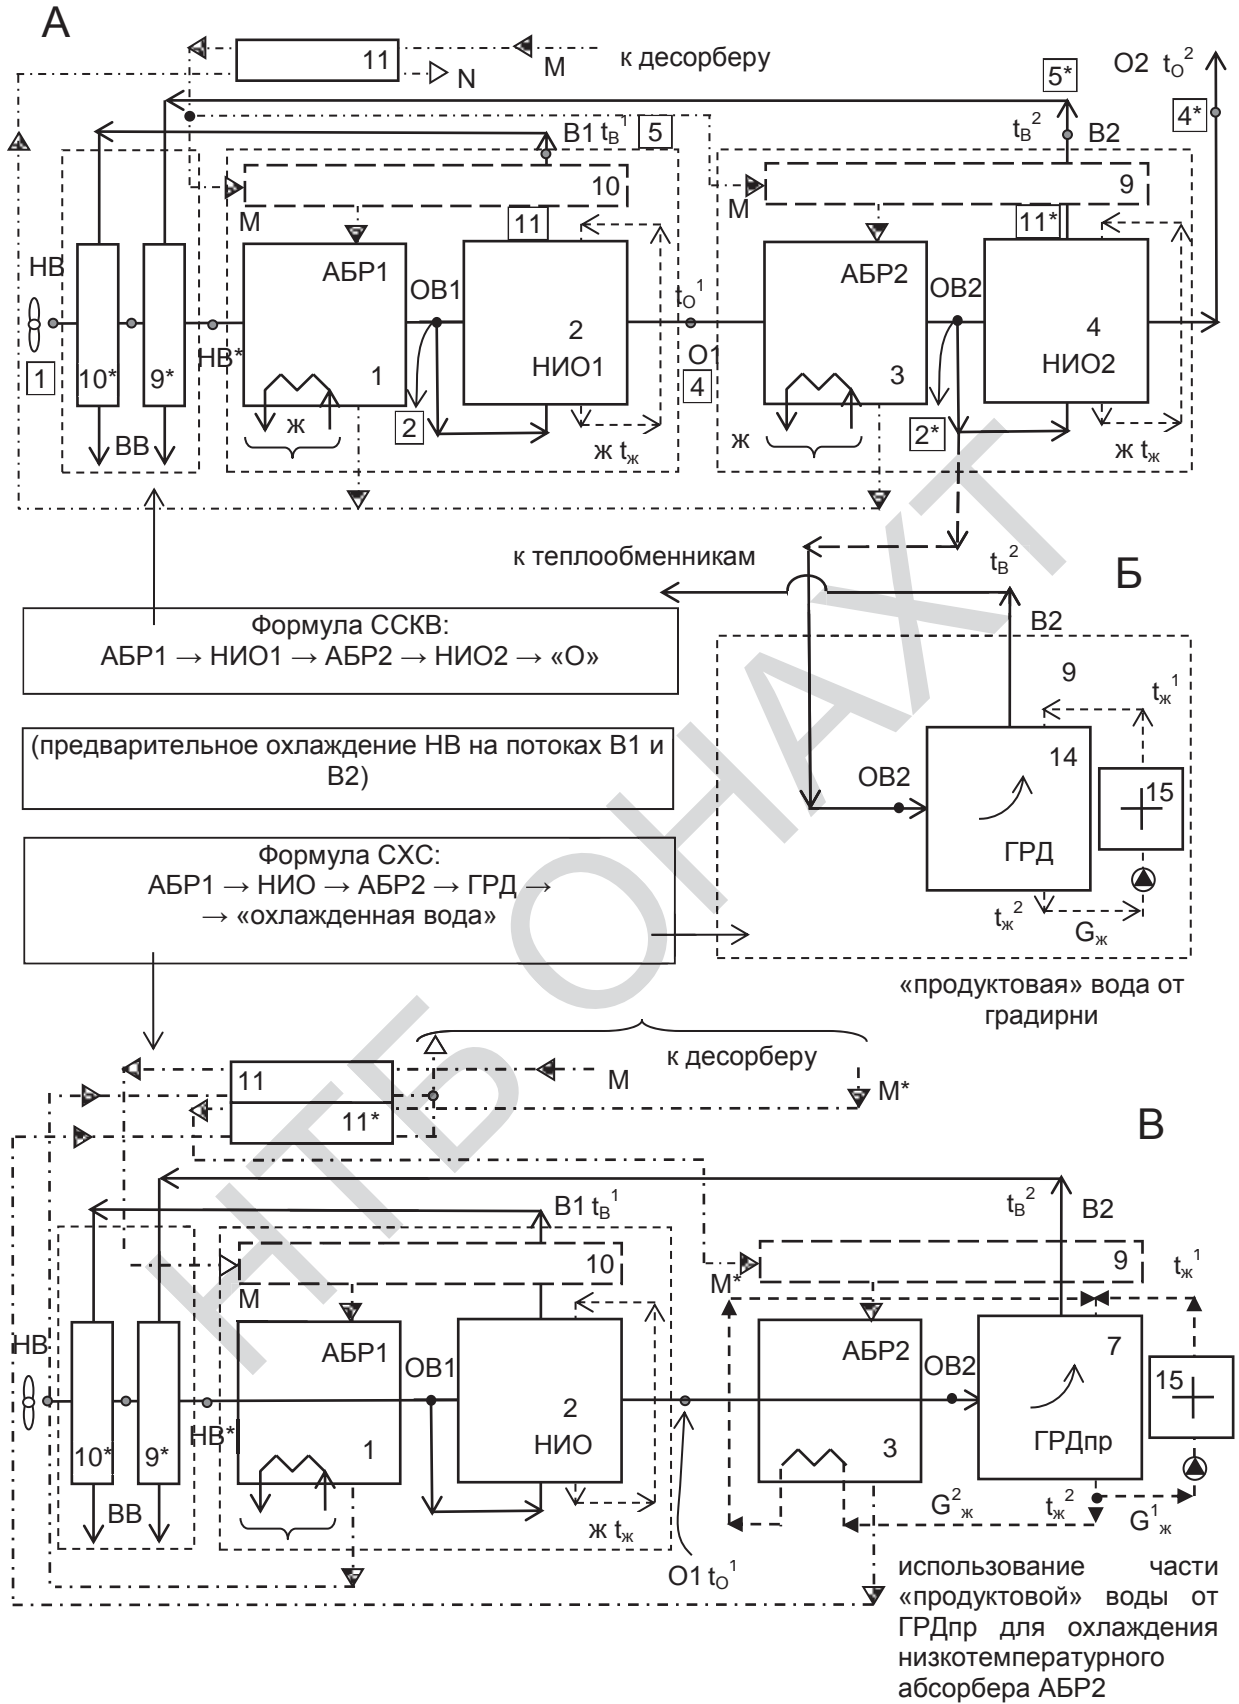 А
11
M
к десорберу
N
5*
О2 tО2
4*
В1 tВ1
5
tВ2
В2
10
9
М
М
11
11*
НВ
АБР1
ОВ1
АБР2
ОВ2
tО1
2
НИО1
4
НИО2
О1
1
10*
9*
НВ*
1
3
4
ж
2
2*
ж
ВВ
ж tж
ж tж
к теплообменникам
tВ2
Б
В2
Формула ССКВ:
АБР1 → НИО1 → АБР2 → НИО2 → «О»
9
tж1
(предварительное охлаждение НВ на потоках В1 и
В2)
14
ОВ2
15
ГРД
Формула СХС:
АБР1 → НИО → АБР2 → ГРД →
→ «охлажденная вода»
tж2
Gж
«продуктовая» вода от
градирни
к десорберу
11
М
М*
11*
В
В1 tВ1
tВ2
В2
10
9
tж1
М
М*
НВ
АБР1
ОВ1
АБР2
ОВ2
7
15
2
НИО
ГРДпр
10*
9*
НВ*
1
3
ВВ
ж tж
G2ж
tж2
G1ж
О1 tО1
использование части
«продуктовой» воды от
ГРДпр для охлаждения
низкотемпературного
абсорбера АБР2
НТБ ОНАХТ